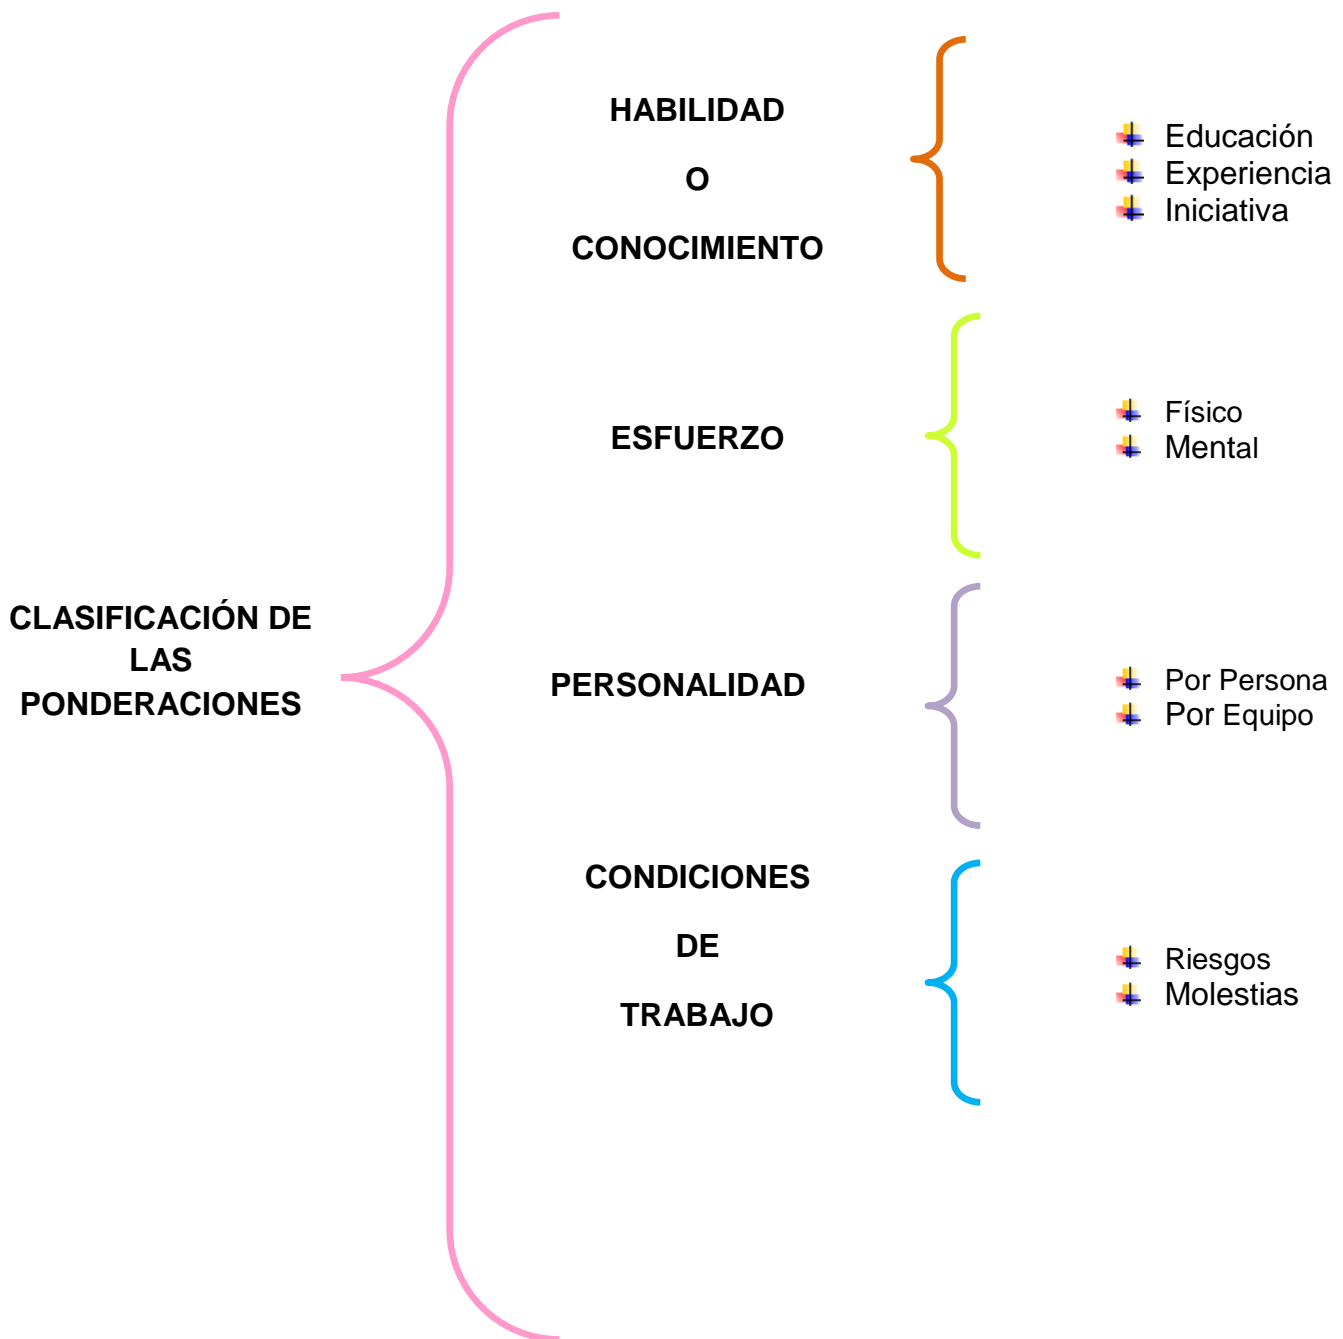 CLASIFICACIÓN DE
LAS
PONDERACIONES
HABILIDAD
O
CONOCIMIENTO
Educación
Experiencia
Iniciativa
ESFUERZO
Físico
Mental
PERSONALIDAD
Por Persona
Por Equipo
CONDICIONES
DE
TRABAJO
Riesgos
Molestias